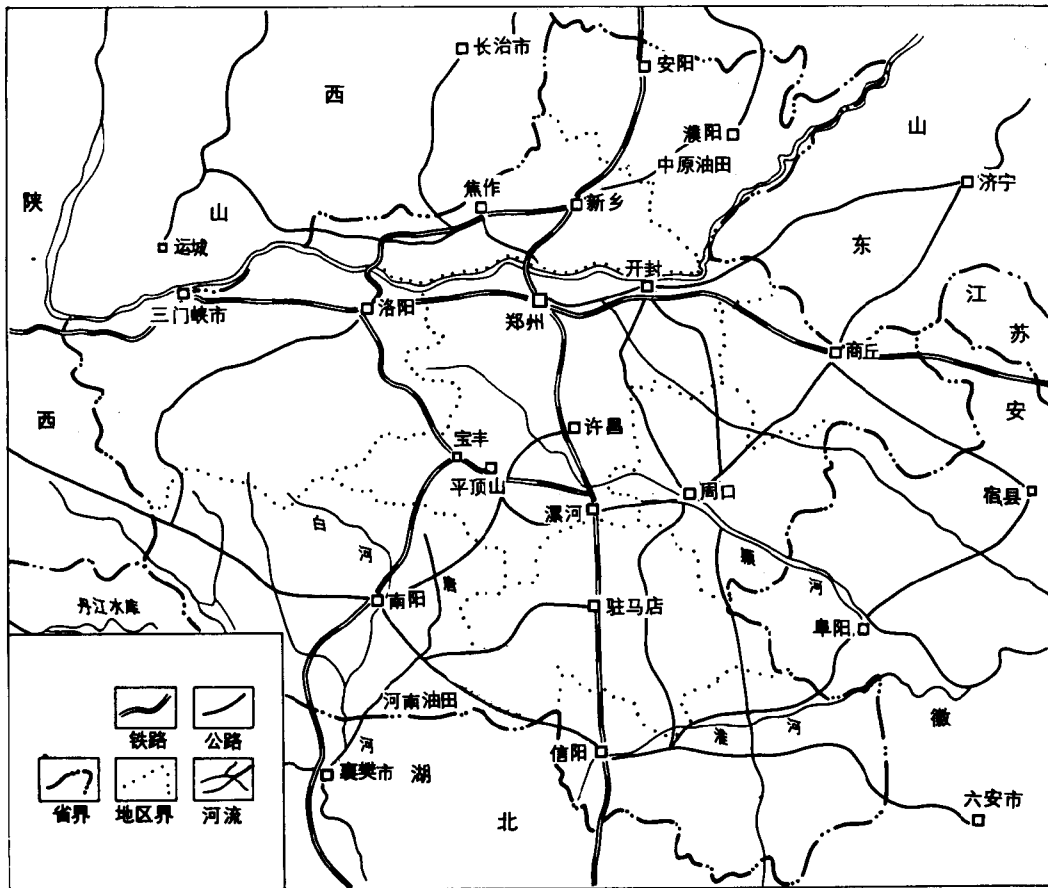 长治市
安阳
西
濮阳
山
中原油田
焦作
陕
新乡
济宁
山
运城
东
开封
江
三门峡市
洛阳
郑州
苏
商丘
安
西
许昌
宝丰
平顶山
周口
宿县
漯河
白
河
颍
河
唐
南阳
驻马店
丹江水库
阜阳
河南油田
徽
淮
河
信阳
河
襄樊市
湖
北
六安市
铁路
公路
省界
地区界
河流